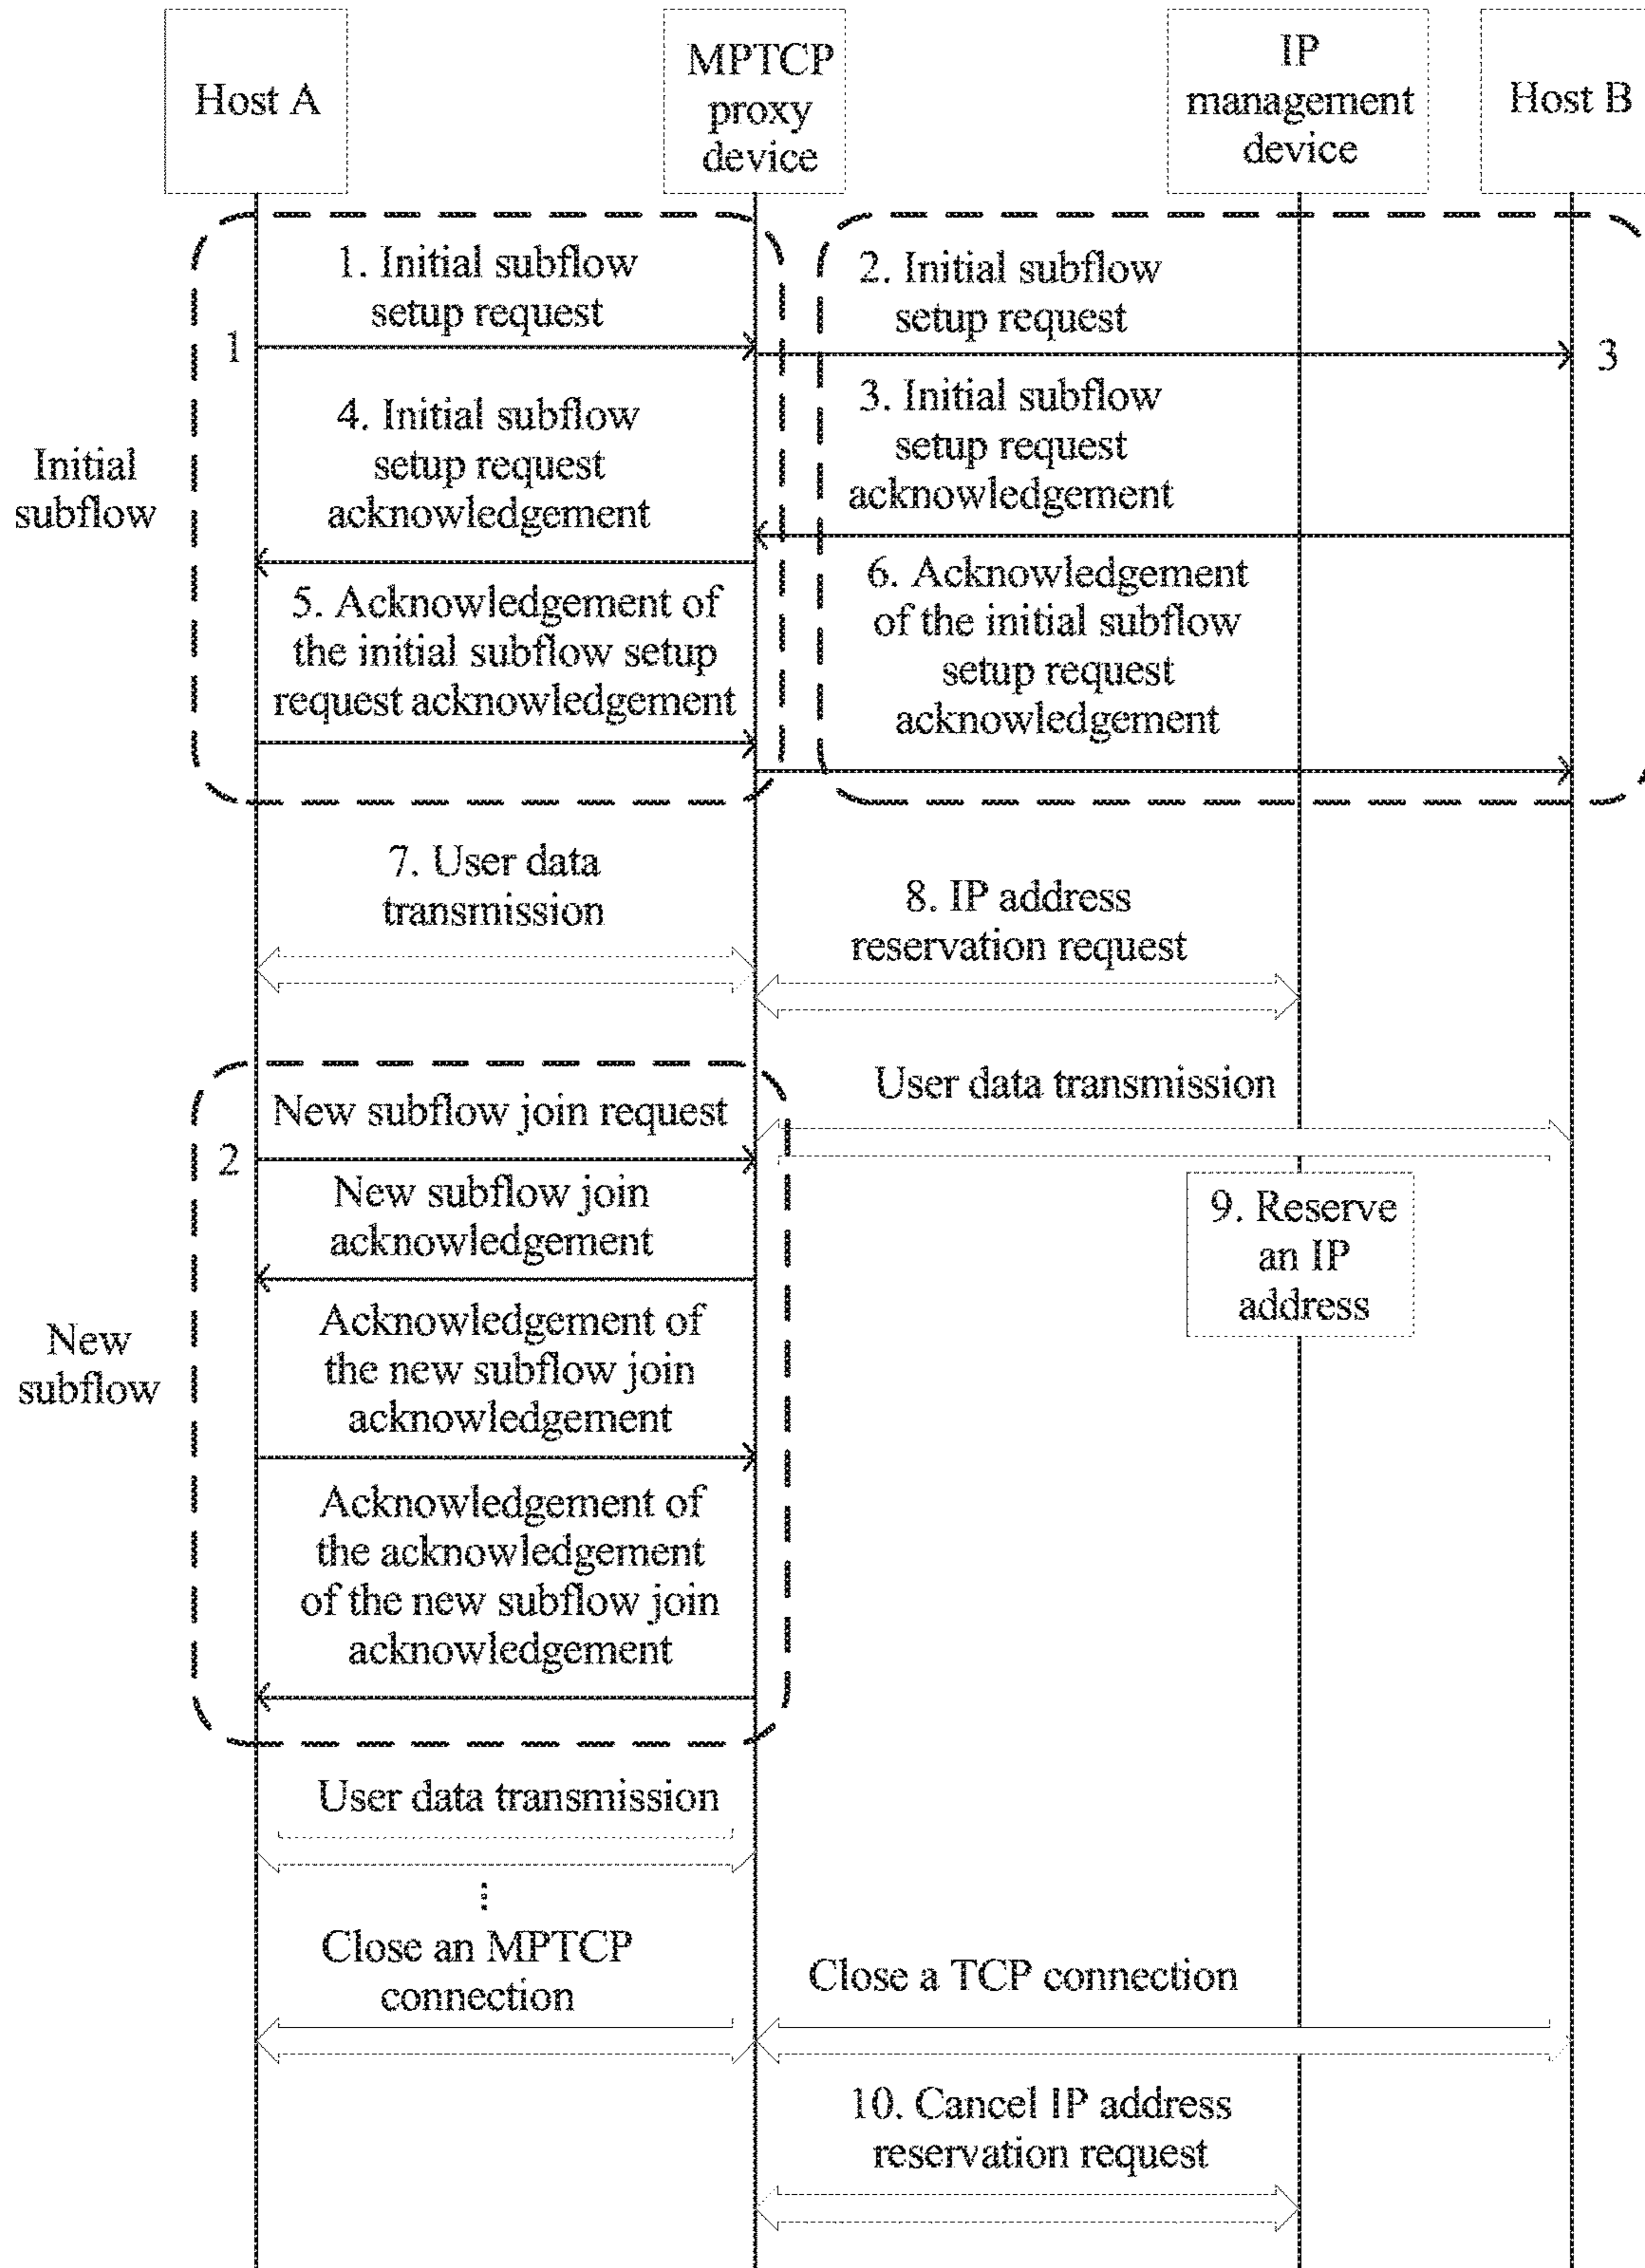 Host A
MPTCP
proxy
device
IP
management
device
Host B
1. Initial subflow
setup request
2. Initial subflow
setup request
1
3
3. Initial subflow
setup request
acknowledgement
4. Initial subflow
setup request
acknowledgement
Initial
subflow
5. Acknowledgement of
the initial subflow setup
request acknowledgement
6. Acknowledgement
of the initial subflow
setup request
acknowledgement
7. User data
transmission
8. IP address
reservation request
User data transmission
New subflow join request
2
New subflow join
acknowledgement
9. Reserve
an IP
address
New
subflow
Acknowledgement of
the new subflow join
acknowledgement
Acknowledgement of
the acknowledgement
of the new subflow join
acknowledgement
User data transmission
Close an MPTCP
connection
Close a TCP connection
10. Cancel IP address
reservation request